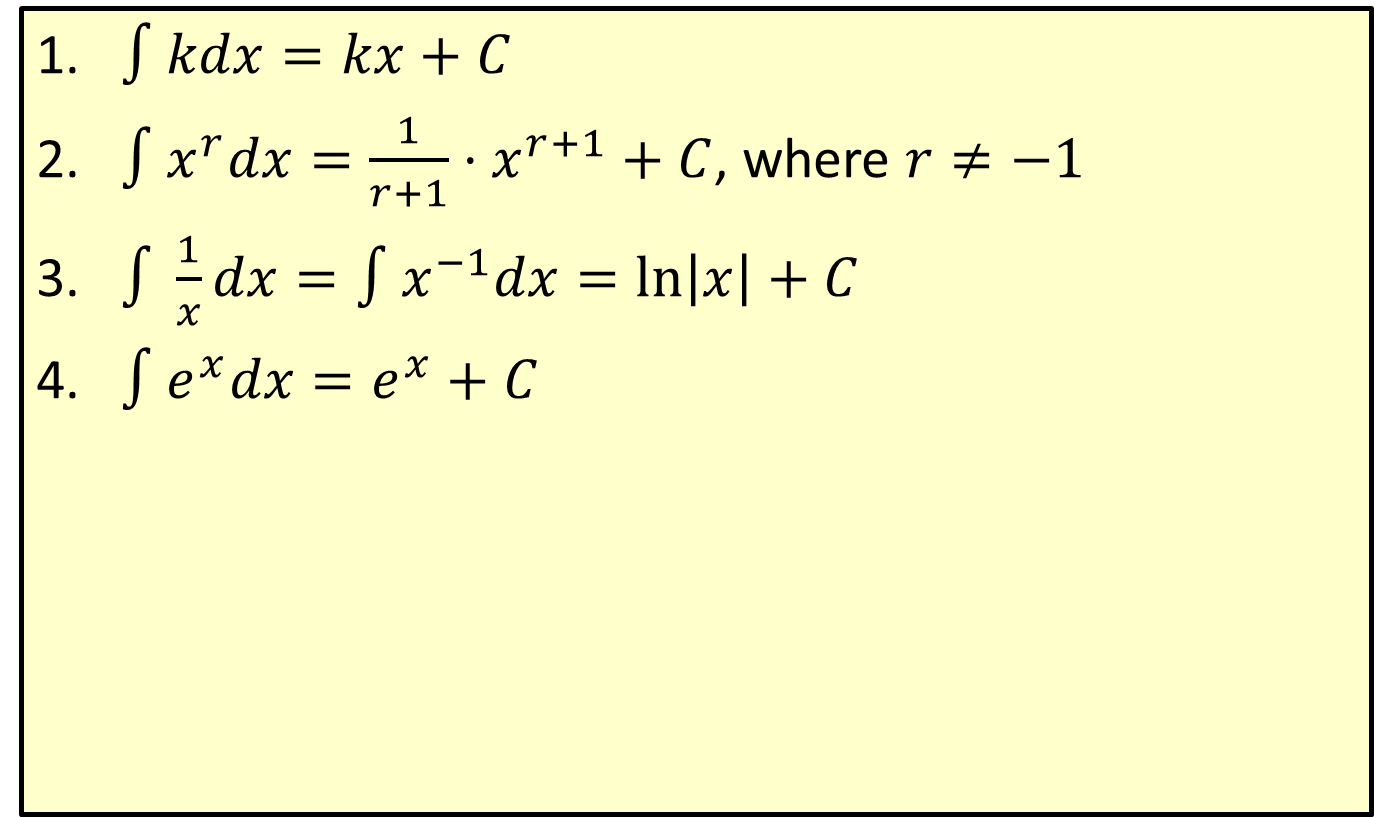 1. ∫ kdx = kx + C
2. ∫ x^r dx = 1/(r+1) · x^(r+1) + C, where r ≠ −1
3. ∫ 1/x dx = ∫ x^(−1) dx = ln|x| + C
4. ∫ e^x dx = e^x + C